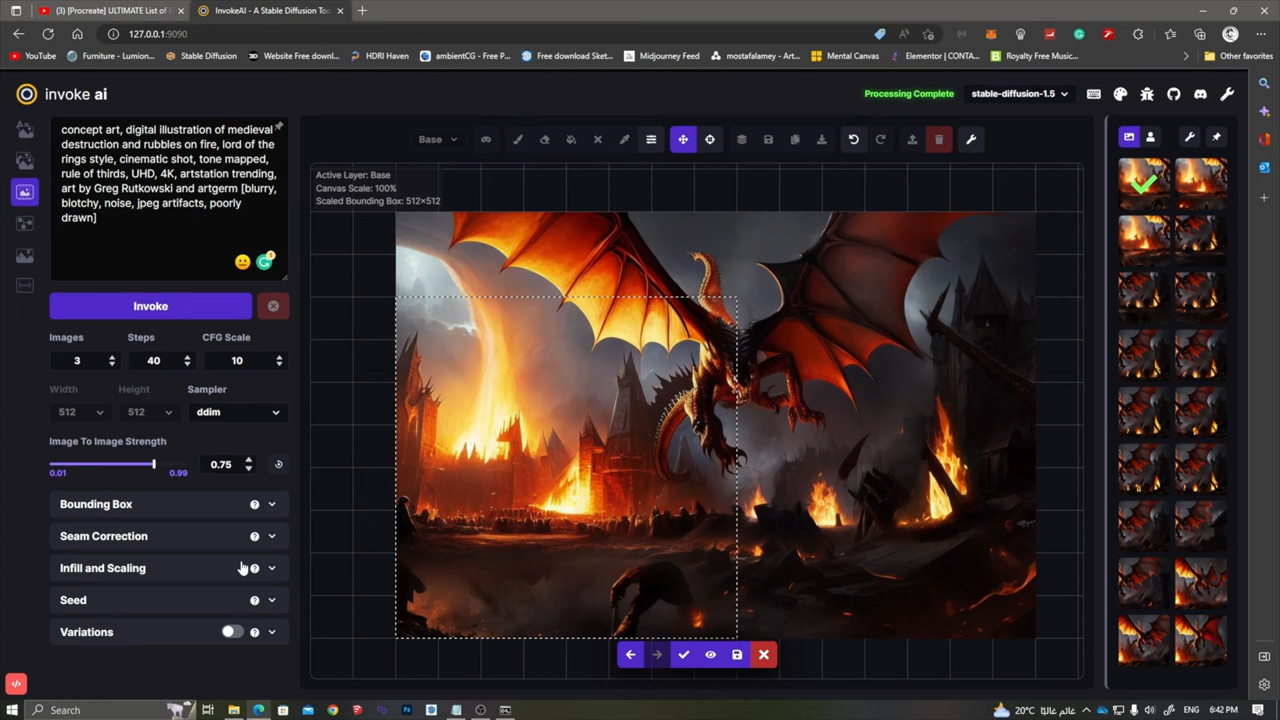 (3) [Procreate] ULTIMATE List of
InvokeAI - A Stable Diffusion Too
127.0.0.1:9090
YouTube
Furniture - Lumion...
Stable Diffusion
Website Free downl...
HDRI Haven
ambientCG - Free P...
Free download Sket...
Midjourney Feed
mostafalamey - Art...
Mental Canvas
Elementor (CONTA...
Royalty Free Music...
Other favorites
invoke ai
Processing Complete
stable-diffusion-1.5
concept art, digital illustration of medieval
destruction and rubbles on fire, lord of the
rings style, cinematic shot, tone mapped,
rule of thirds, UHD, 4K, artstation trending,
art by Greg Rutkowski and artgerm [blurry,
blotchy, noise, jpeg artifacts, poorly
drawn]
Base
Active Layer: Base
Canvas Scale: 100%
Scaled Bounding Box: 512×512
Invoke
Images
Steps
CFG Scale
3
40
10
Width
Height
Sampler
512
512
ddim
Image To Image Strength
0.75
0.01
0.99
Bounding Box
Seam Correction
Infill and Scaling
Seed
Variations
Search
20°C
غائم غالبًا
ENG
6:42 PM